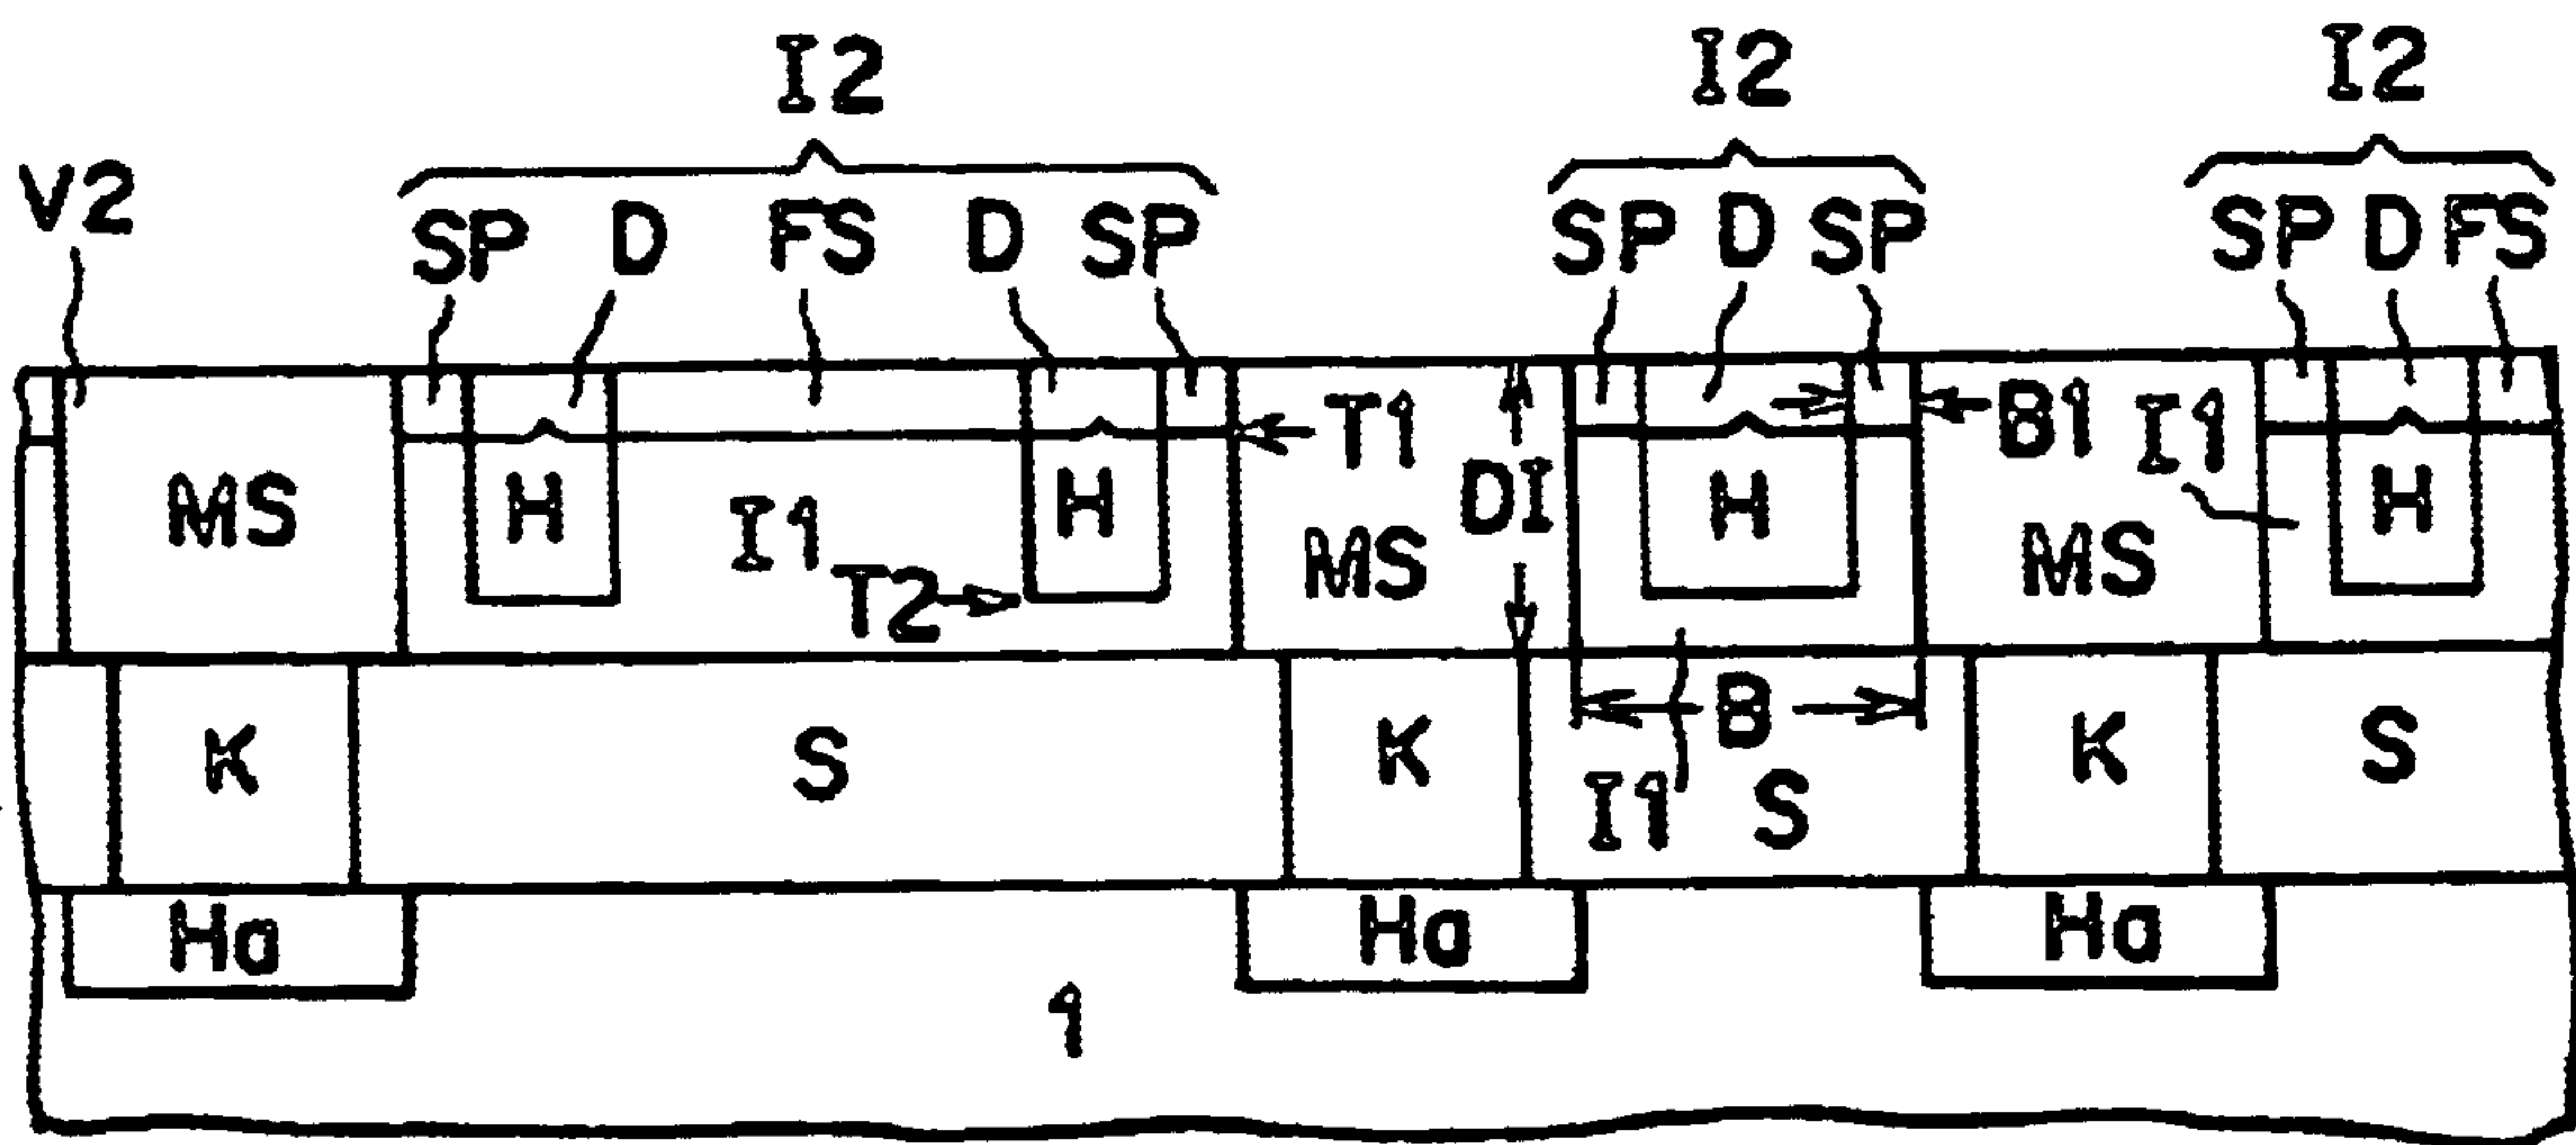 I2 I2 I2
V2 SP D FS D SP SP D SP SP D FS
T1 B1 I1
MS H I1 H DI H H
T2 MS MS
K S K B K S
I1 S
Ha Ha Ha
1